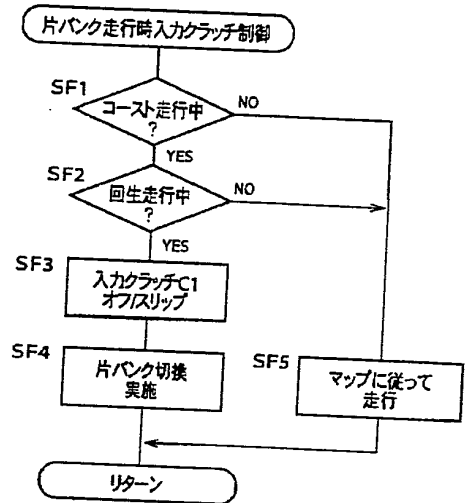 片バンク走行時入力クラッチ制御
SF1
コースト走行中
?
NO
YES
SF2
回生走行中
?
NO
YES
SF3
入力クラッチC1
オフ/スリップ
SF4
片バンク切換
実施
SF5
マップに従って
走行
リターン